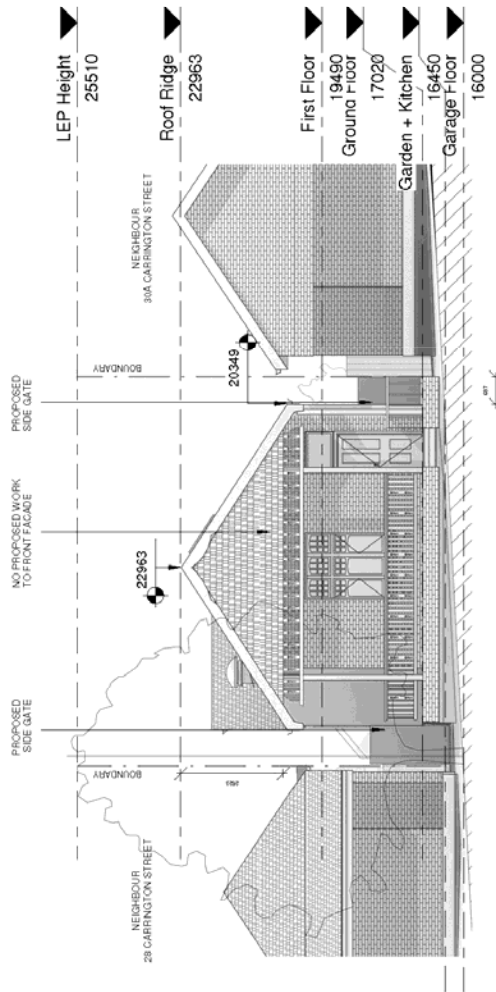 LEP Height
25510
Roof Ridge
22963
First Floor
19490
Ground Floor
17020
Garden + Kitchen
16450
Garage Floor
16000
NEIGHBOUR
30A CARRINGTON STREET
BOUNDARY
20349
PROPOSED
SIDE GATE
NO PROPOSED WORK
TO FRONT FACADE
22963
PROPOSED
SIDE GATE
BOUNDARY
NEIGHBOUR
28 CARRINGTON STREET